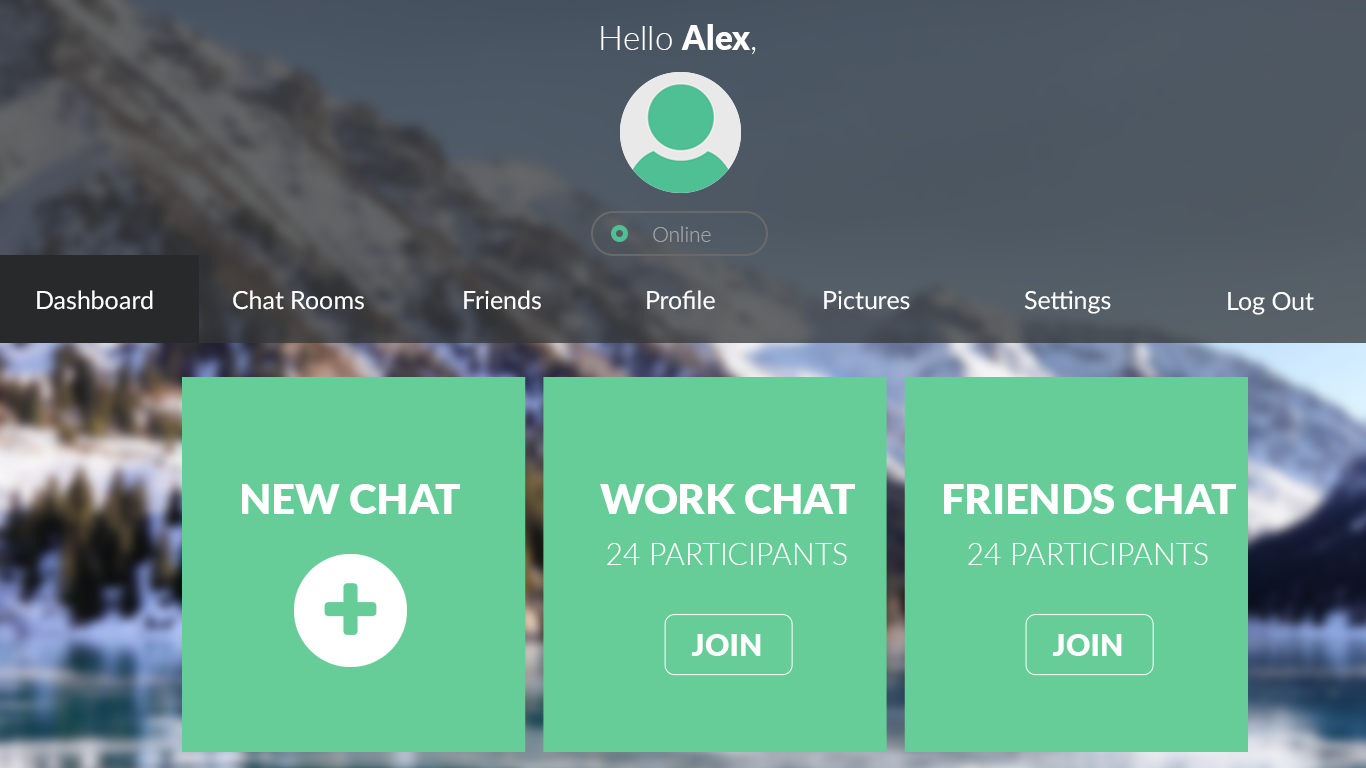 Hello Alex,
Online
Dashboard Chat Rooms Friends Profile Pictures Settings Log Out
NEW CHAT
WORK CHAT
24 PARTICIPANTS
JOIN
FRIENDS CHAT
24 PARTICIPANTS
JOIN